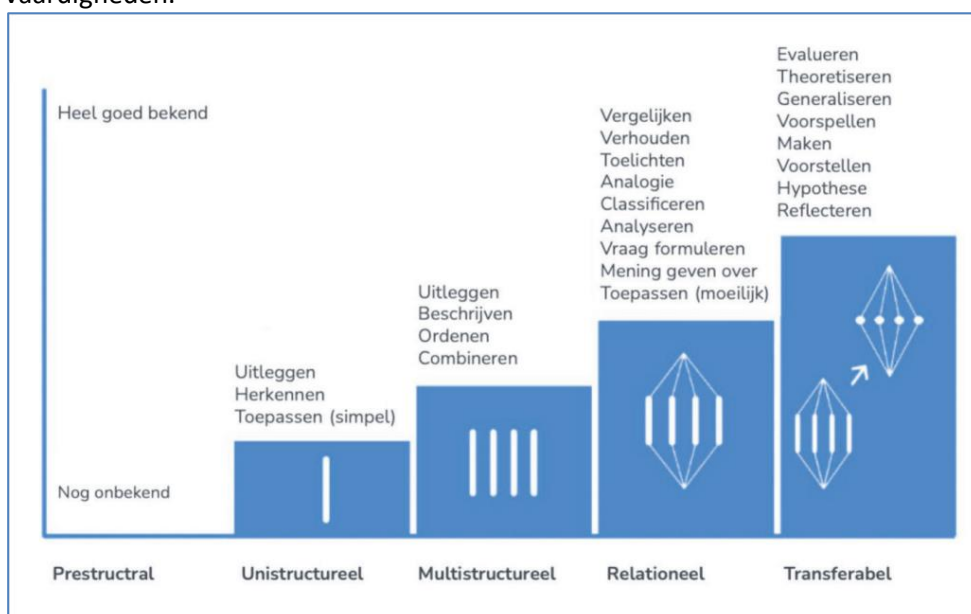 vaardigheden.
Heel goed bekend
Nog onbekend
Uitleggen
Herkennen
Toepassen (simpel)
Uitleggen
Beschrijven
Ordenen
Combineren
Vergelijken
Verhouden
Toelichten
Analogie
Classificeren
Analyseren
Vraag formuleren
Mening geven over
Toepassen (moeilijk)
Evalueren
Theoretiseren
Generaliseren
Voorspellen
Maken
Voorstellen
Hypothese
Reflecteren
Prestructral
Unistructureel
Multistructureel
Relationeel
Transferabel